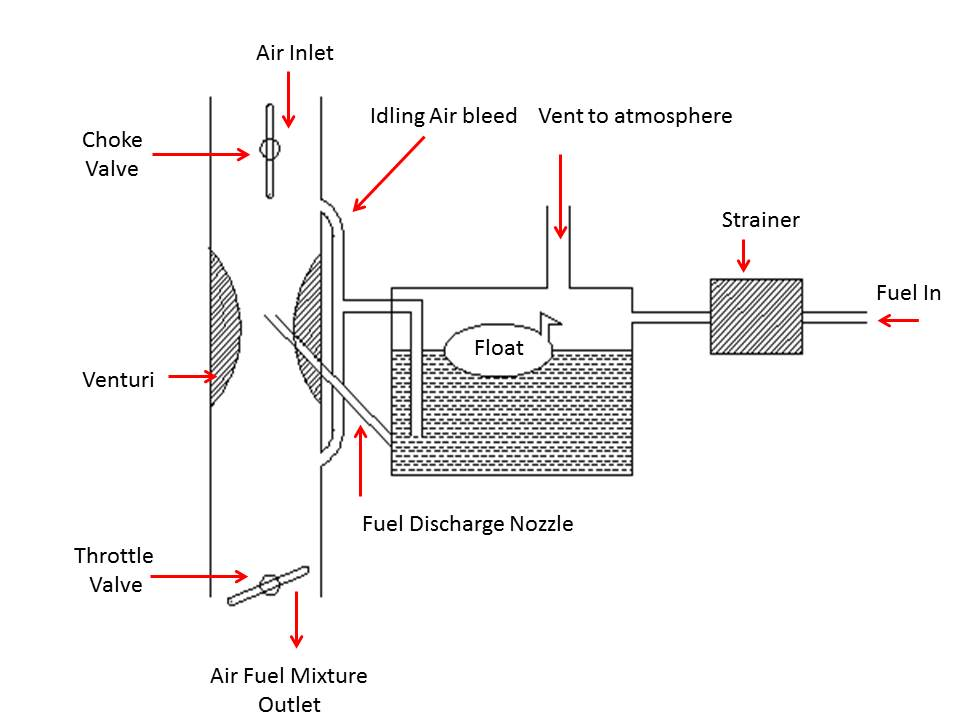 Air Inlet
Idling Air bleed
Vent to atmosphere
Choke
Valve
Strainer
Fuel In
Float
Venturi
Fuel Discharge Nozzle
Throttle
Valve
Air Fuel Mixture
Outlet